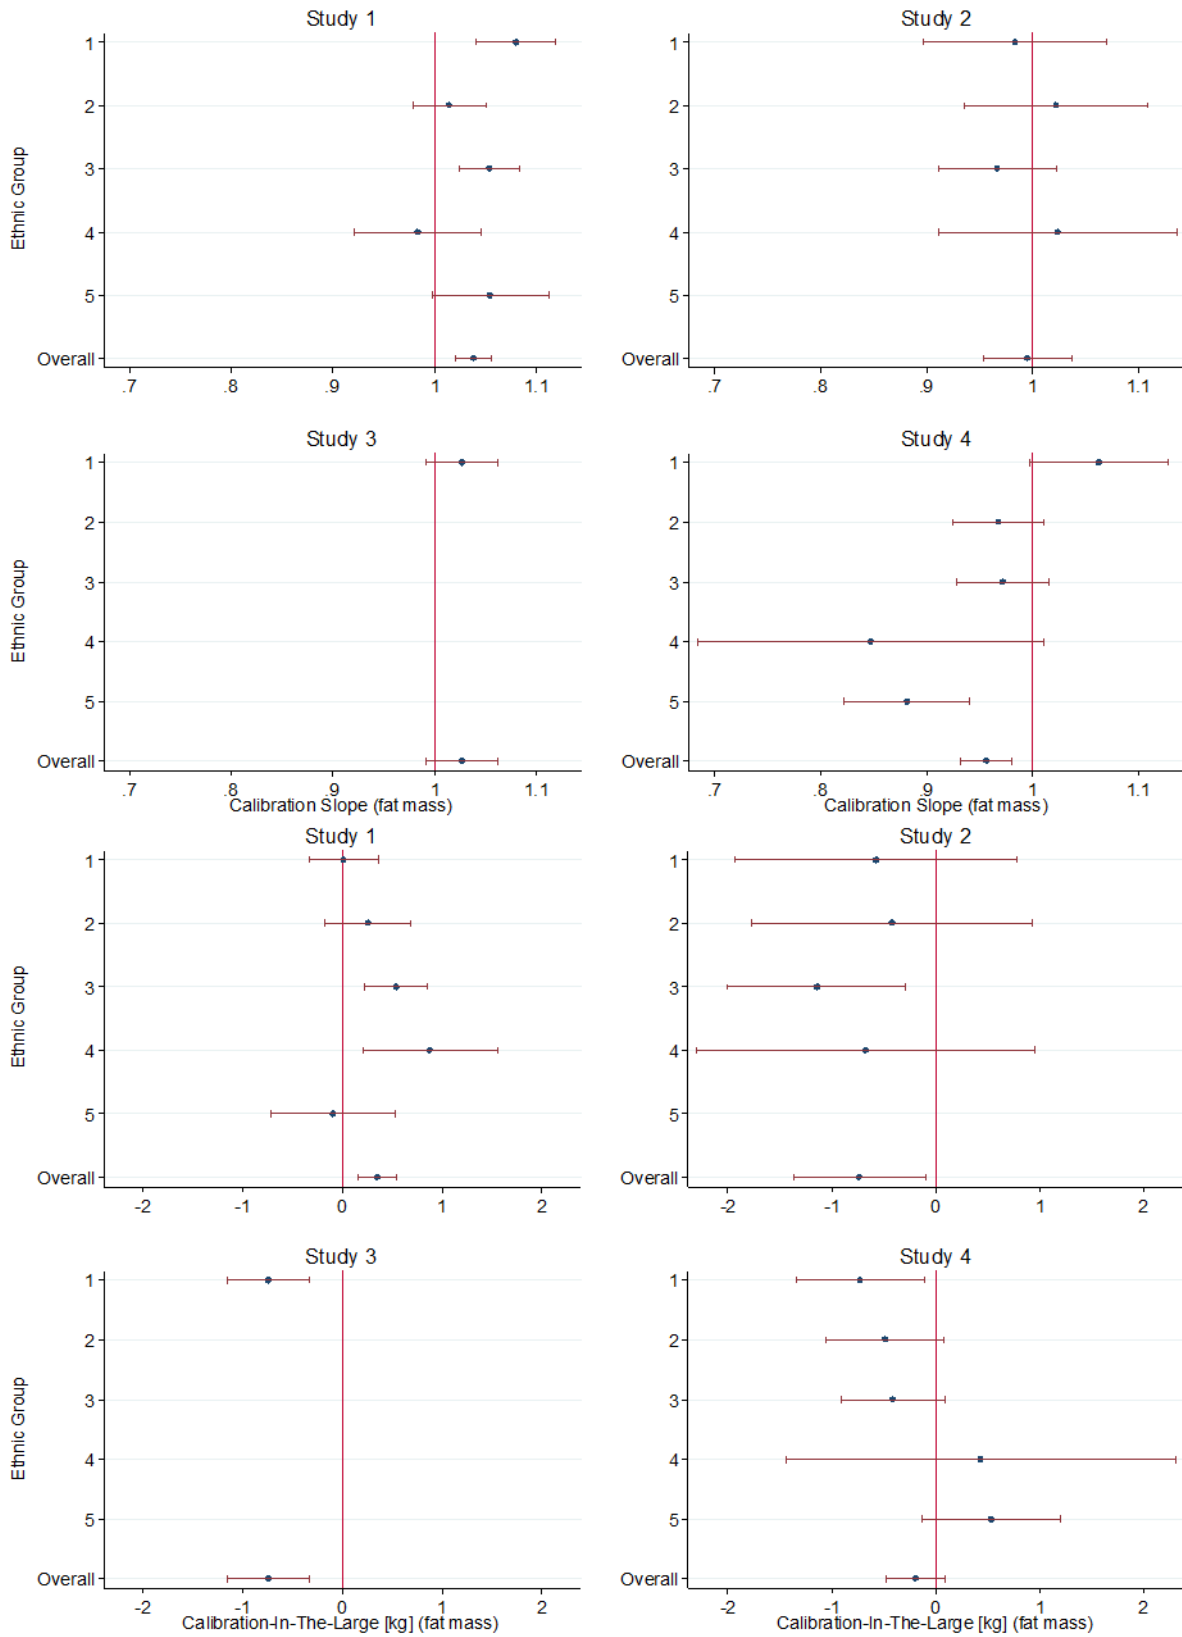 Study 1
Ethnic Group
1
2
3
4
5
Overall
.7 .8 .9 1 1.1
Study 2
1
2
3
4
5
Overall
.7 .8 .9 1 1.1
Study 3
Ethnic Group
1
2
3
4
5
Overall
.7 .8 .9 1 1.1
Calibration Slope (fat mass)
Study 4
1
2
3
4
5
Overall
.7 .8 .9 1 1.1
Calibration Slope (fat mass)
Study 1
Ethnic Group
1
2
3
4
5
Overall
-2 -1 0 1 2
Study 2
1
2
3
4
5
Overall
-2 -1 0 1 2
Study 3
Ethnic Group
1
2
3
4
5
Overall
-2 -1 0 1 2
Calibration-In-The-Large [kg] (fat mass)
Study 4
1
2
3
4
5
Overall
-2 -1 0 1 2
Calibration-In-The-Large [kg] (fat mass)